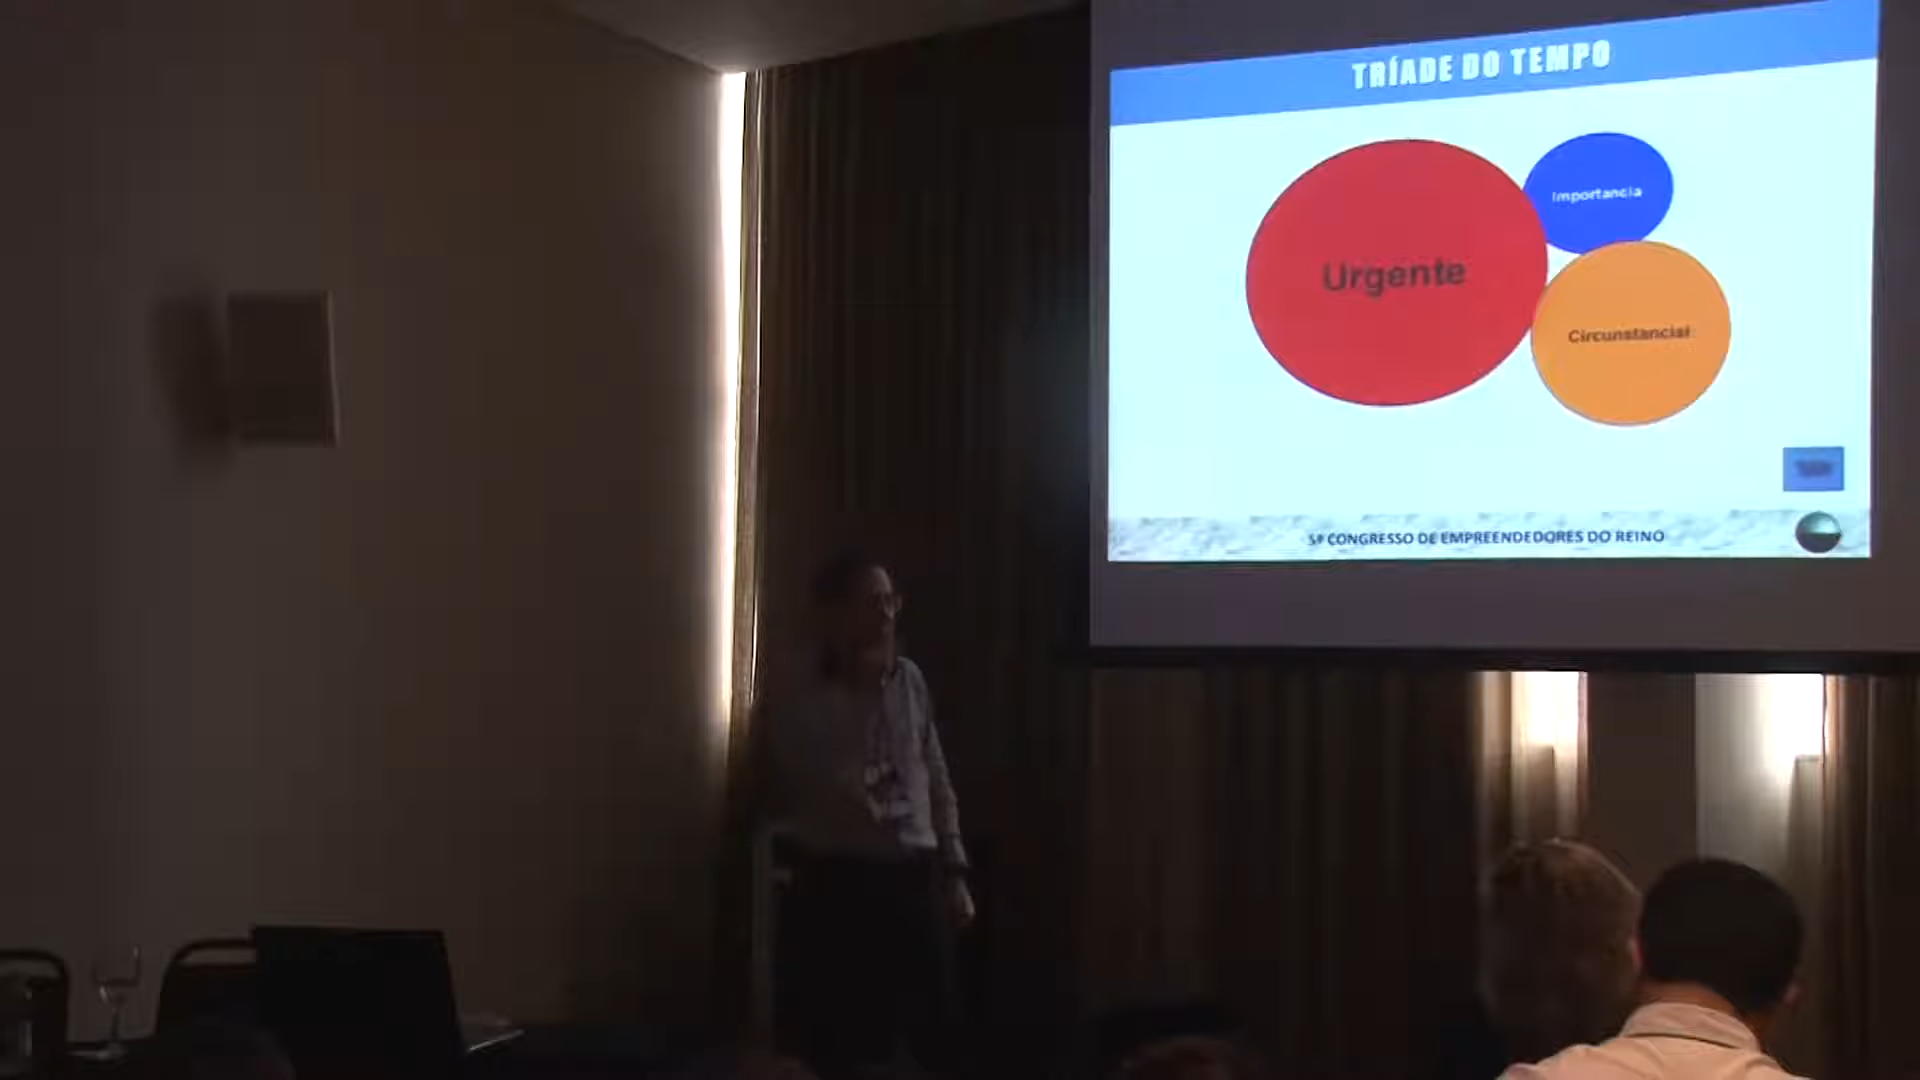 TRÍADE DO TEMPO
Importancia
Urgente
Circunstancial
5º CONGRESSO DE EMPREENDEDORES DO REINO